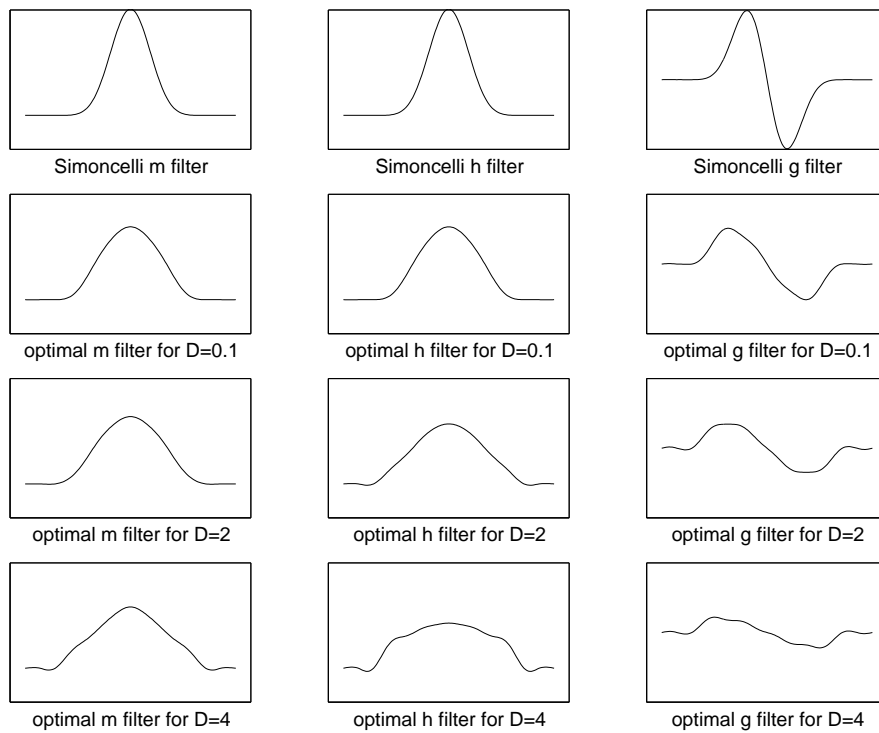 Simoncelli m filter
Simoncelli h filter
Simoncelli g filter
optimal m filter for D=0.1
optimal h filter for D=0.1
optimal g filter for D=0.1
optimal m filter for D=2
optimal h filter for D=2
optimal g filter for D=2
optimal m filter for D=4
optimal h filter for D=4
optimal g filter for D=4